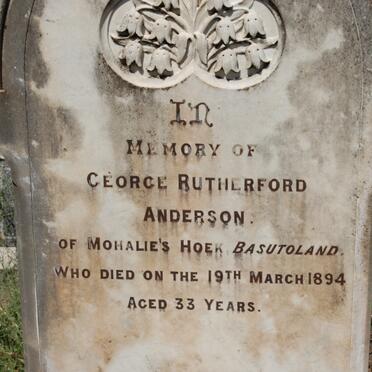 In
Memory of
George Rutherford
Anderson.
of Mohalie's Hoek Basutoland.
Who died on the 19th March 1894
Aged 33 Years.